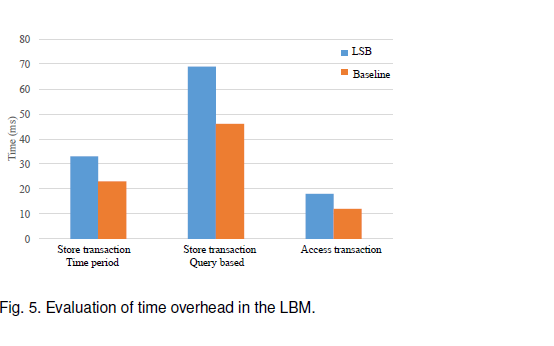 80
70
60
50
40
30
20
10
0
Time (ms)
LSB
Baseline
Store transaction
Time period
Store transaction
Query based
Access transaction
Fig. 5. Evaluation of time overhead in the LBM.